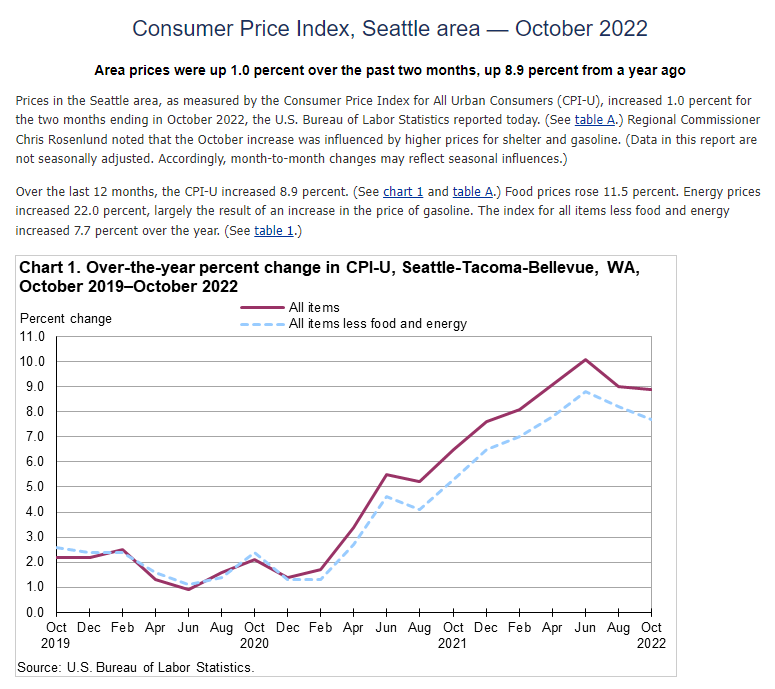 Consumer Price Index, Seattle area — October 2022
Area prices were up 1.0 percent over the past two months, up 8.9 percent from a year ago
Prices in the Seattle area, as measured by the Consumer Price Index for All Urban Consumers (CPI-U), increased 1.0 percent for
the two months ending in October 2022, the U.S. Bureau of Labor Statistics reported today. (See table A.) Regional Commissioner
Chris Rosenlund noted that the October increase was influenced by higher prices for shelter and gasoline. (Data in this report are
not seasonally adjusted. Accordingly, month-to-month changes may reflect seasonal influences.)
Over the last 12 months, the CPI-U increased 8.9 percent. (See chart 1 and table A.) Food prices rose 11.5 percent. Energy prices
increased 22.0 percent, largely the result of an increase in the price of gasoline. The index for all items less food and energy
increased 7.7 percent over the year. (See table 1.)
Chart 1. Over-the-year percent change in CPI-U, Seattle-Tacoma-Bellevue, WA,
October 2019–October 2022
All items
Percent change
All items less food and energy
11.0
10.0
9.0
8.0
7.0
6.0
5.0
4.0
3.0
2.0
1.0
0.0
Oct Dec Feb Apr Jun Aug Oct Dec Feb Apr Jun Aug Oct Dec Feb Apr Jun Aug Oct
2019 2020 2021 2022
Source: U.S. Bureau of Labor Statistics.